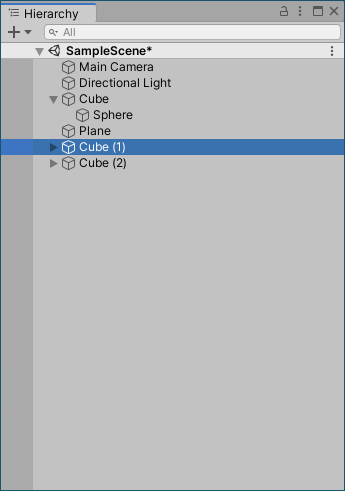 Hierarchy
All
SampleScene*
Main Camera
Directional Light
Cube
Sphere
Plane
Cube (1)
Cube (2)